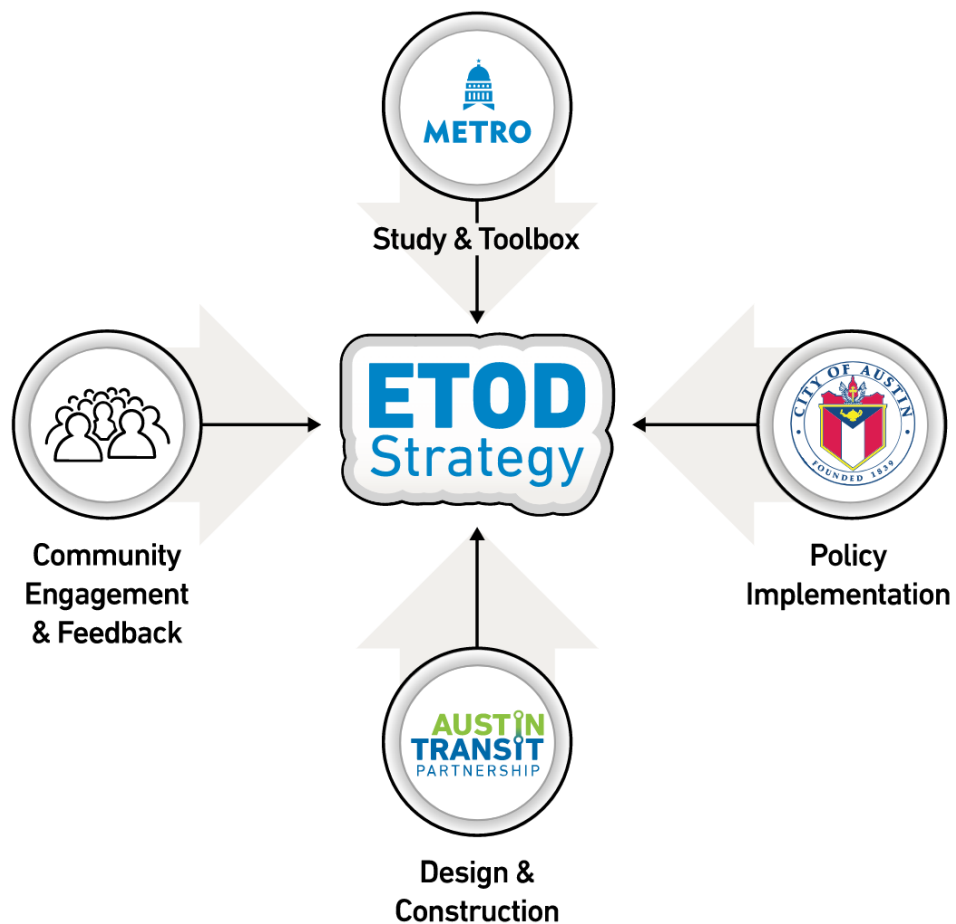 METRO
Study & Toolbox
ETOD
Strategy
CITY OF AUSTIN
FOUNDED 1839
Community
Engagement
& Feedback
Policy
Implementation
AUSTIN
TRANSIT
PARTNERSHIP
Design &
Construction